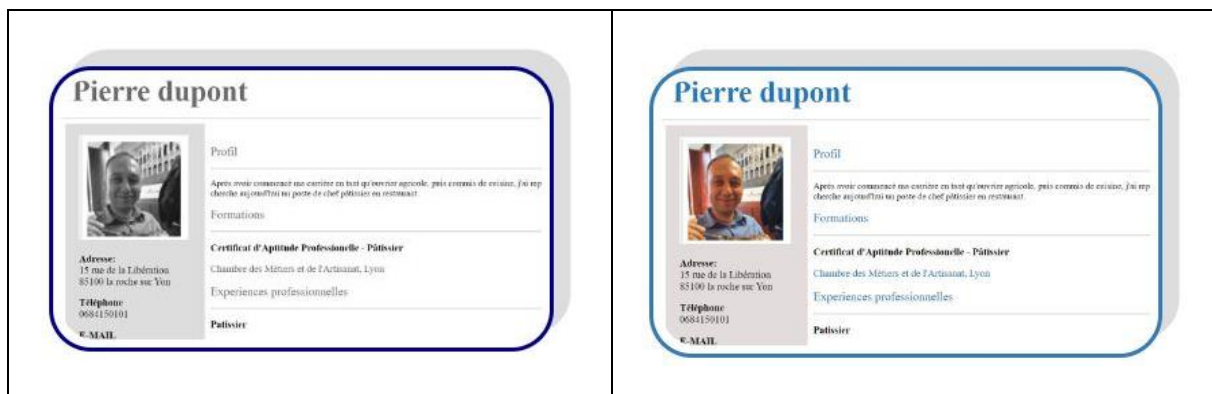 Pierre dupont
Profil
Après avoir commencé ma carrière en tant qu'ouvrier agricole, puis commis de cuisine, j'ai rep
cherche aujourd'hui un poste de chef pâtissier en restaurant.
Formations
Certificat d'Aptitude Professionelle - Pâtissier
Chambre des Métiers et de l'Artisanat, Lyon
Experiences professionnelles
Patissier
Adresse:
15 rue de la Libération
85100 la roche sur Yon
Téléphone
0684150101
E-MAIL
Pierre dupont
Profil
Après avoir commencé ma carrière en tant qu'ouvrier agricole, puis commis de cuisine, j'ai rep
cherche aujourd'hui un poste de chef pâtissier en restaurant.
Formations
Certificat d'Aptitude Professionelle - Pâtissier
Chambre des Métiers et de l'Artisanat, Lyon
Experiences professionnelles
Patissier
Adresse:
15 rue de la Libération
85100 la roche sur Yon
Téléphone
0684150101
E-MAIL